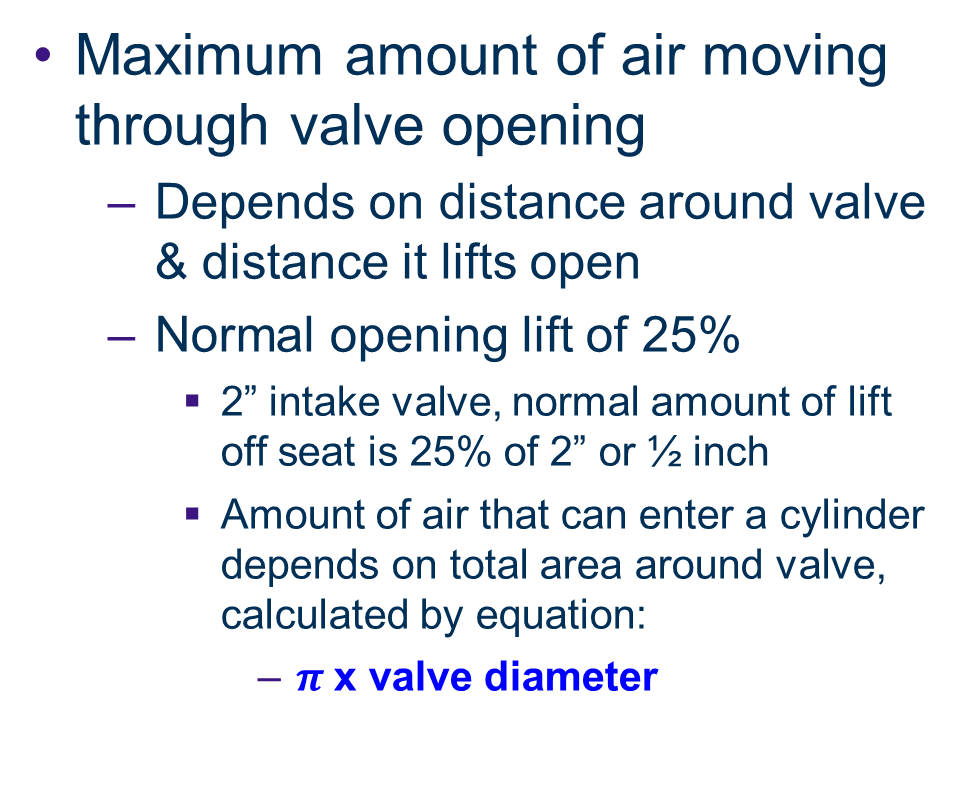 • Maximum amount of air moving
through valve opening
– Depends on distance around valve
& distance it lifts open
– Normal opening lift of 25%
▪ 2” intake valve, normal amount of lift
off seat is 25% of 2” or ½ inch
▪ Amount of air that can enter a cylinder
depends on total area around valve,
calculated by equation:
– 𝝅 x valve diameter